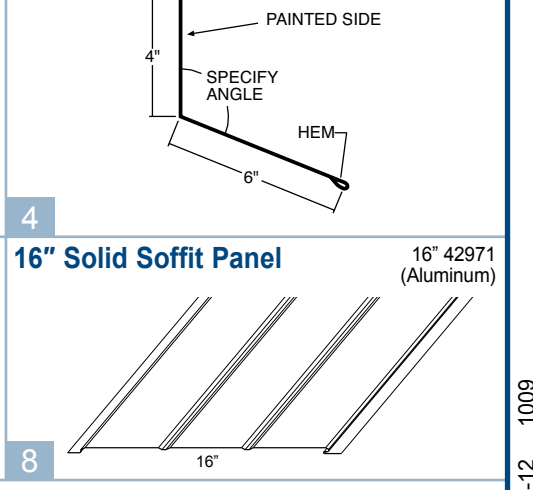 PAINTED SIDE
4"
SPECIFY
ANGLE
HEM
6"
4
16″ Solid Soffit Panel
16” 42971
(Aluminum)
16”
8
-12 1009